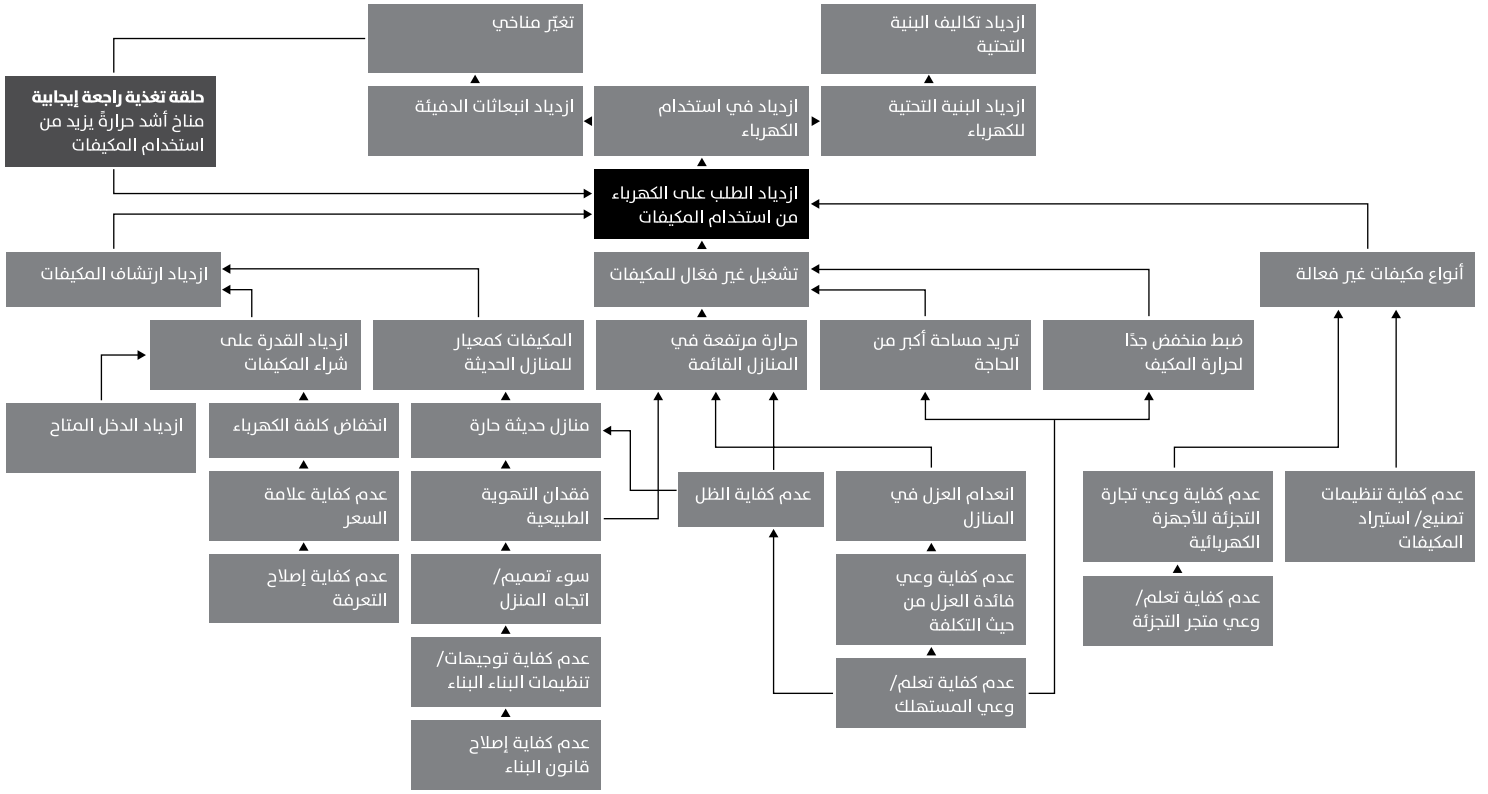 ازدياد تكاليف البنية
التحتية
تغيّر مناخي
حلقة تغذية راجعة إيجابية
مناخ أشد حرارةً يزيد من
استخدام المكيفات
ازدياد البنية التحتية
للكهرباء
ازدياد في استخدام
الكهرباء
ازدياد انبعاثات الدفيئة
ازدياد الطلب على الكهرباء
من استخدام المكيفات
أنواع مكيفات غير فعالة
تشغيل غير فعّال للمكيفات
ازدياد ارتشاف المكيفات
ضبط منخفض جدًا
لحرارة المكيف
تبريد مساحة أكبر من
الحاجة
حرارة مرتفعة في
المنازل القائمة
المكيفات كمعيار
للمنازل الحديثة
ازدياد القدرة على
شراء المكيفات
منازل حديثة حارة
انخفاض كلفة الكهرباء
ازدياد الدخل المتاح
عدم كفاية تنظيمات
تصنيع/ استيراد
المكيفات
عدم كفاية وعي تجارة
التجزئة للأجهزة
الكهربائية
انعدام العزل في
المنازل
عدم كفاية الظل
فقدان التهوية
الطبيعية
عدم كفاية علامة
السعر
عدم كفاية تعلم/
وعي متجر التجزئة
عدم كفاية وعي
فائدة العزل من
حيث التكلفة
سوء تصميم/
اتجاه المنزل
عدم كفاية إصلاح
التعرفة
عدم كفاية تعلم/
وعي المستهلك
عدم كفاية توجيهات/
تنظيمات البناء البناء
عدم كفاية إصلاح
قانون البناء